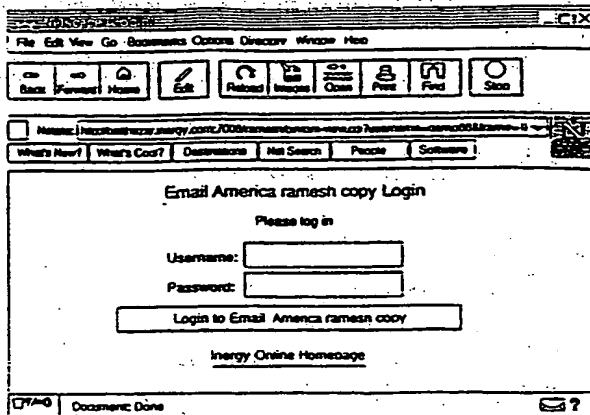 File Edit View Go Bookmarks Options Directory Window Help
Back Forward Home Edit Reload Images Open Print Find Stop
What's New? What's Cool? Destinations Net Search People Software
Email America ramesh copy Login
Please log in
Username:
Password:
Login to Email America ramesh copy
Inergy Online Homepage
Document: Done
?